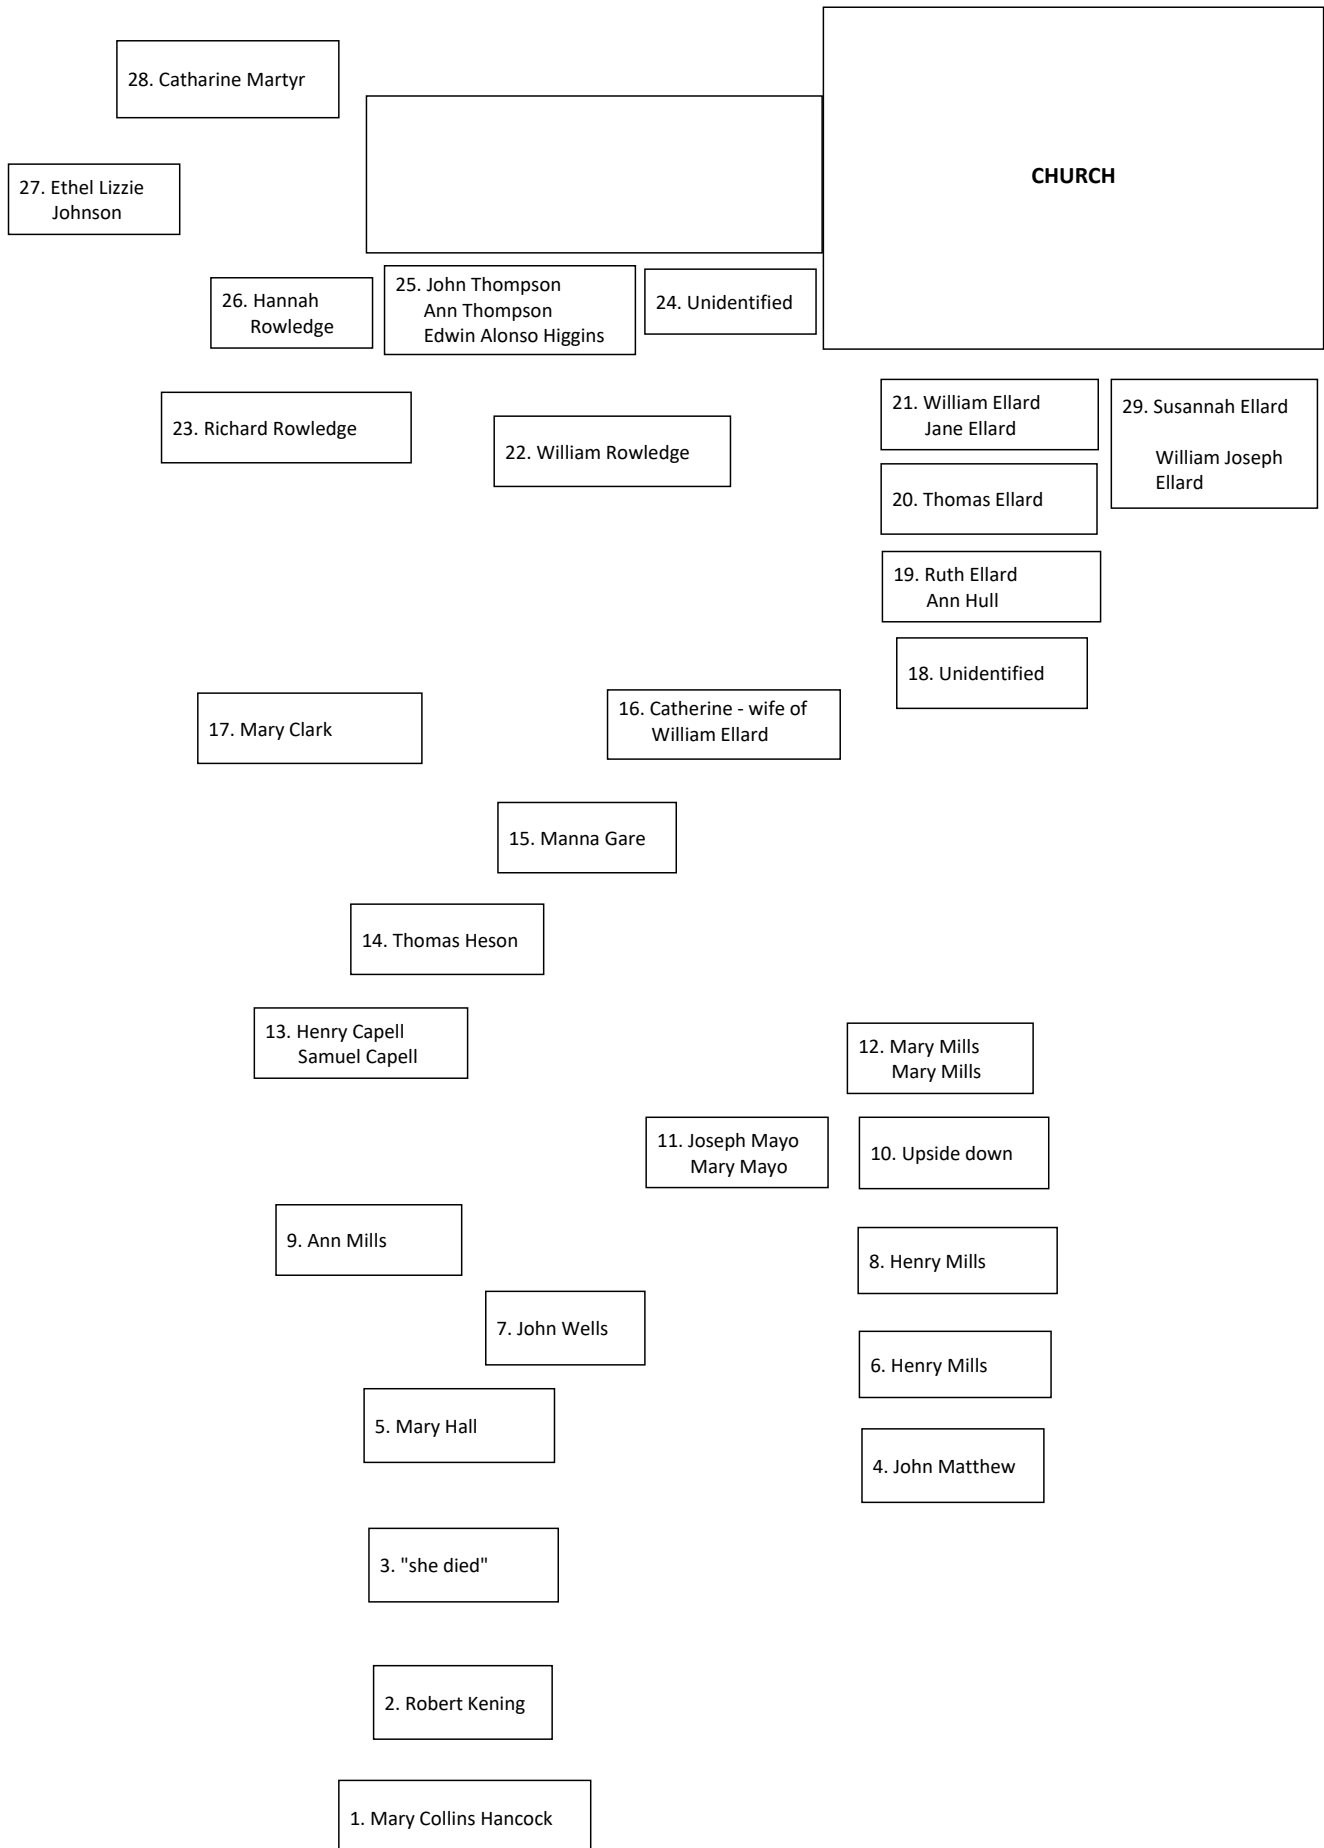 28. Catharine Martyr
CHURCH
27. Ethel Lizzie
Johnson
26. Hannah
Rowledge
25. John Thompson
Ann Thompson
Edwin Alonso Higgins
24. Unidentified
23. Richard Rowledge
22. William Rowledge
21. William Ellard
Jane Ellard
29. Susannah Ellard
William Joseph
Ellard
20. Thomas Ellard
19. Ruth Ellard
Ann Hull
18. Unidentified
17. Mary Clark
16. Catherine - wife of
William Ellard
15. Manna Gare
14. Thomas Heson
13. Henry Capell
Samuel Capell
12. Mary Mills
Mary Mills
11. Joseph Mayo
Mary Mayo
10. Upside down
9. Ann Mills
8. Henry Mills
7. John Wells
6. Henry Mills
5. Mary Hall
4. John Matthew
3. "she died"
2. Robert Kening
1. Mary Collins Hancock